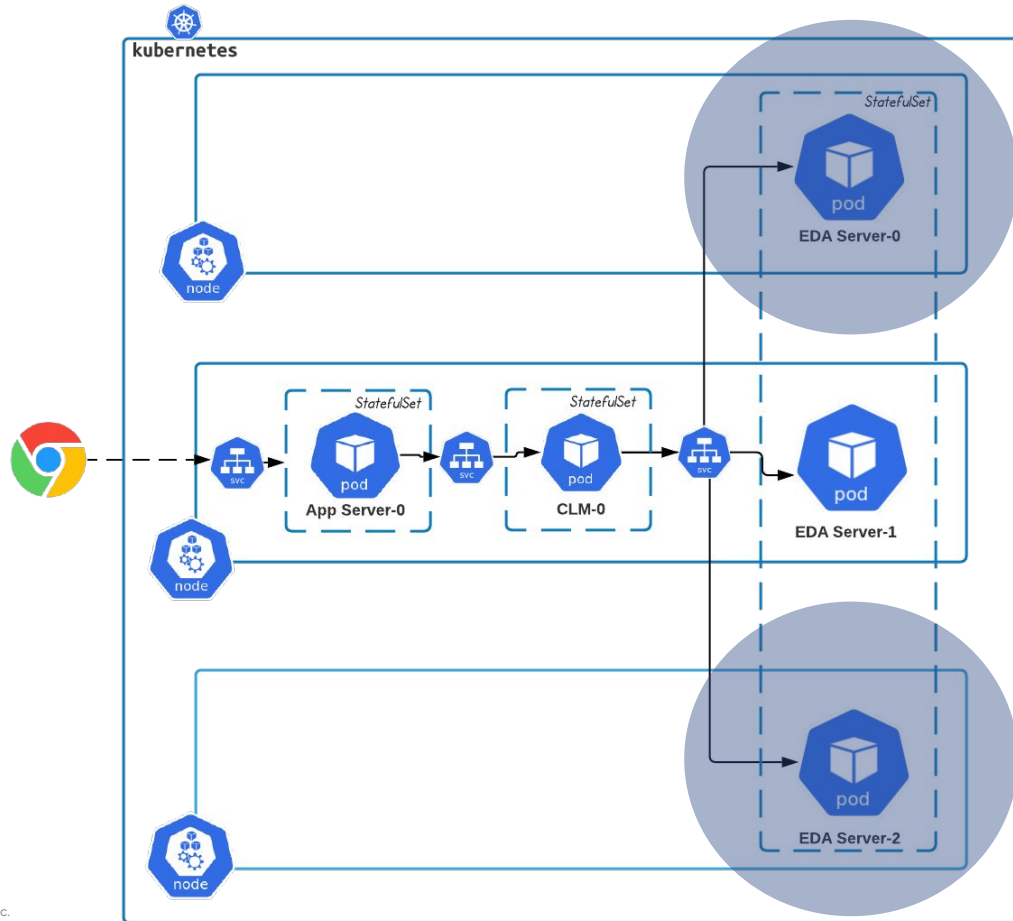 kubernetes
StatefulSet
pod
EDA Server-0
node
StatefulSet
StatefulSet
svc
pod
svc
pod
svc
pod
App Server-0
CLM-0
EDA Server-1
node
pod
EDA Server-2
node
c.